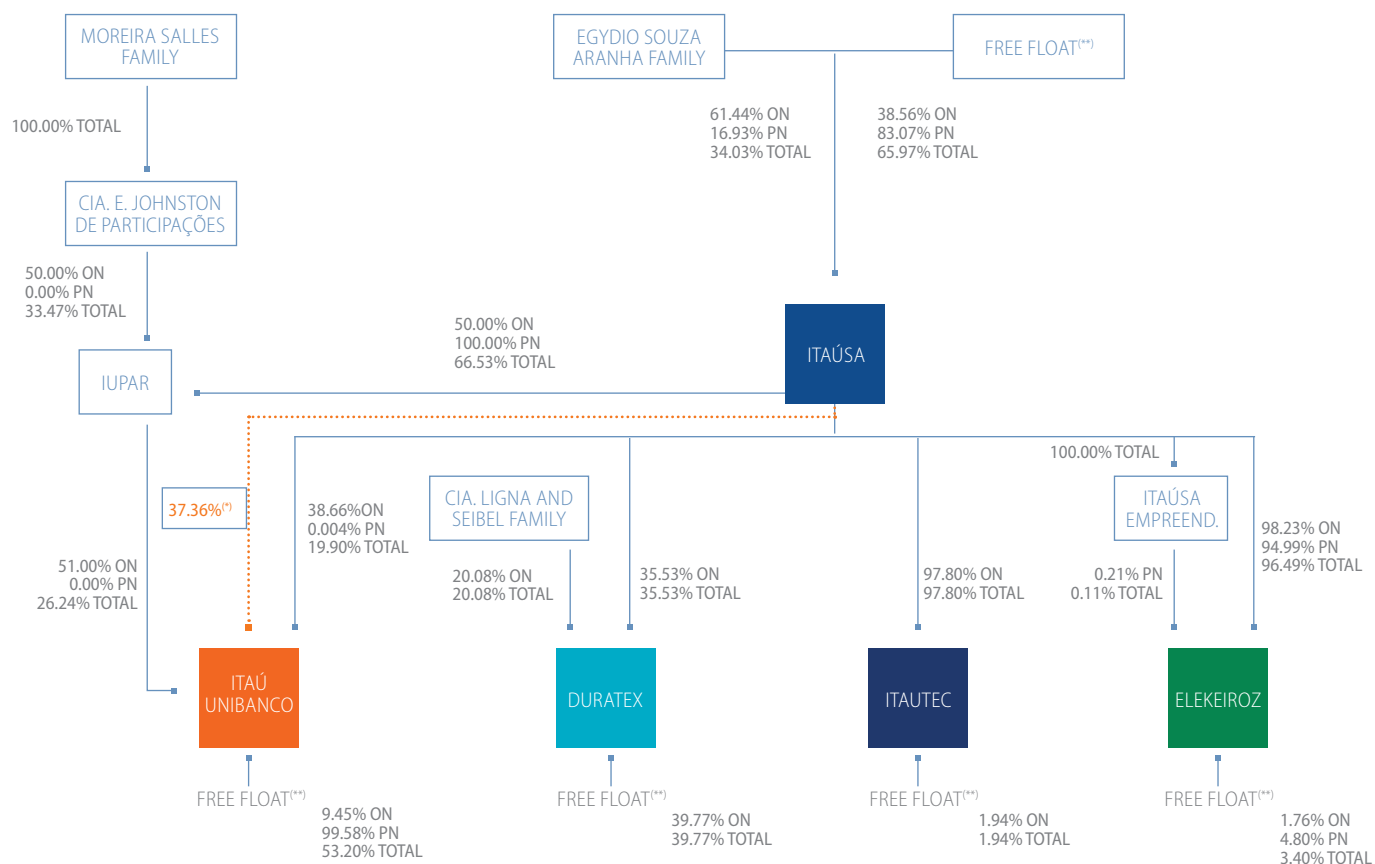 MOREIRA SALLES
FAMILY
EGYDIO SOUZA
ARANHA FAMILY
FREE FLOAT(**)
100.00% TOTAL
61.44% ON
16.93% PN
34.03% TOTAL
38.56% ON
83.07% PN
65.97% TOTAL
CIA. E. JOHNSTON
DE PARTICIPAÇÕES
50.00% ON
0.00% PN
33.47% TOTAL
50.00% ON
100.00% PN
66.53% TOTAL
ITAÚSA
IUPAR
100.00% TOTAL
37.36%(*)
38.66%ON
0.004% PN
19.90% TOTAL
CIA. LIGNA AND
SEIBEL FAMILY
ITAÚSA
EMPREEND.
98.23% ON
94.99% PN
96.49% TOTAL
51.00% ON
0.00% PN
26.24% TOTAL
20.08% ON
20.08% TOTAL
35.53% ON
35.53% TOTAL
97.80% ON
97.80% TOTAL
0.21% PN
0.11% TOTAL
ITAÚ
UNIBANCO
DURATEX
ITAUTEC
ELEKEIROZ
FREE FLOAT(**)
9.45% ON
99.58% PN
53.20% TOTAL
FREE FLOAT(**)
39.77% ON
39.77% TOTAL
FREE FLOAT(**)
1.94% ON
1.94% TOTAL
FREE FLOAT(**)
1.76% ON
4.80% PN
3.40% TOTAL